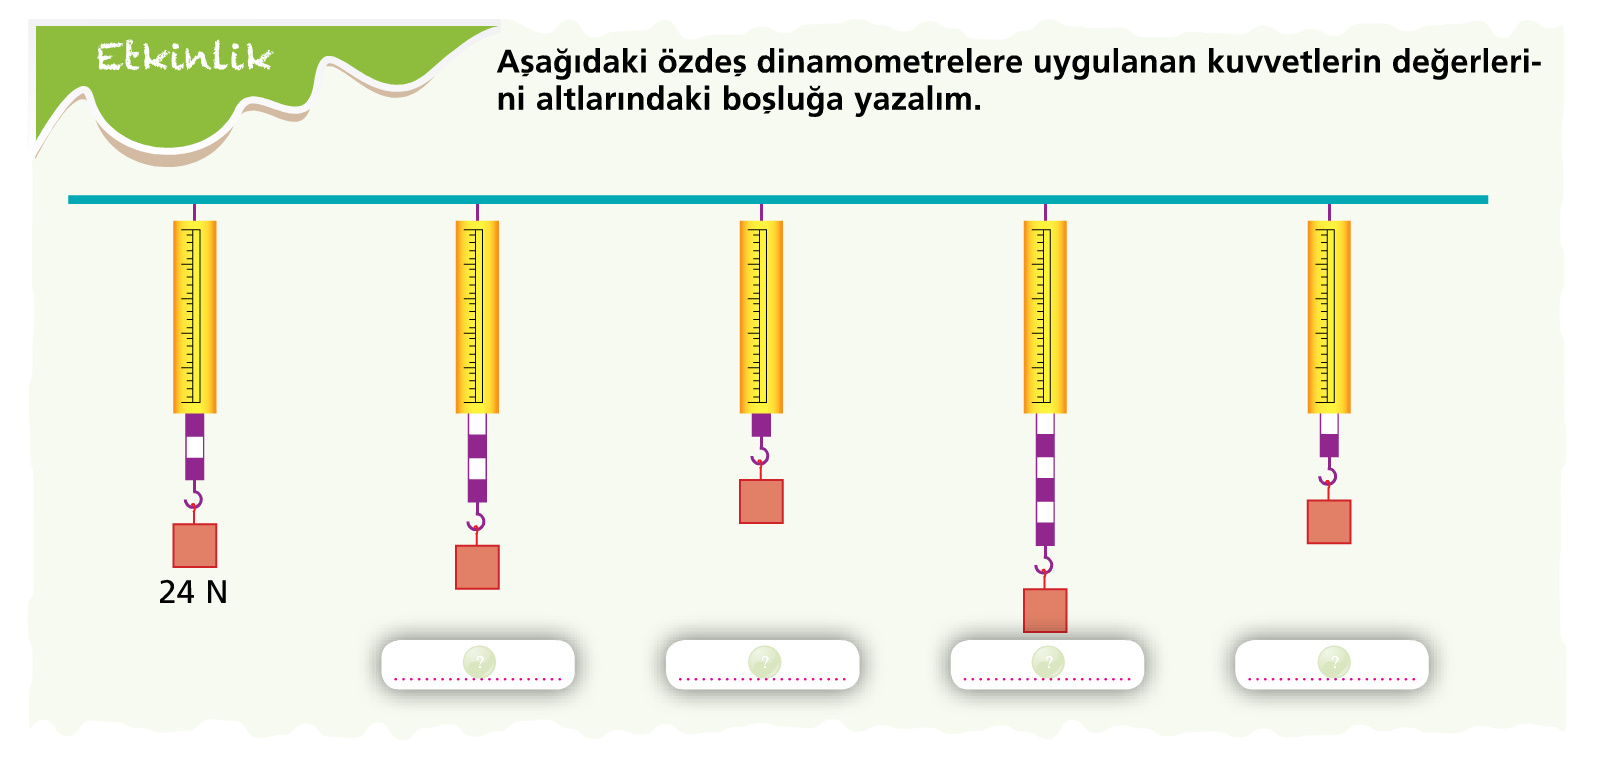 Etkinlik
Aşağıdaki özdeş dinamometrelere uygulanan kuvvetlerin değerleri-
ni altlarındaki boşluğa yazalım.
24 N
? ? ? ?